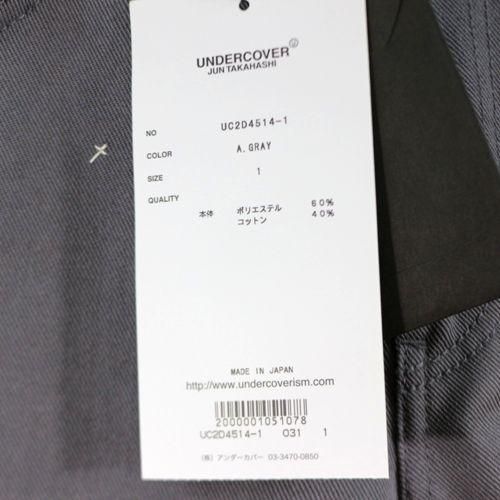 UNDERCOVER
JUN TAKAHASHI
NO UC2D4514-1
COLOR A.GRAY
SIZE 1
QUALITY
本体 ポリエステル 60%
コットン 40%
MADE IN JAPAN
http://www.undercoverism.com
2000001051078
UC2D4514-1 031 1
(株) アンダーカバー 03-3470-0850